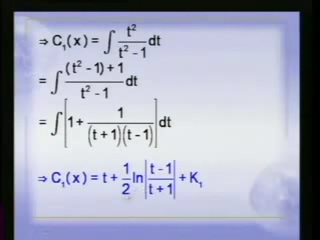 ⇒ C₁(x) = ∫ t²/(t² -1) dt
= ∫ ((t² -1) + 1)/(t² -1) dt
= ∫ [1 + 1/((t + 1)(t - 1))] dt
⇒ C₁(x) = t + 1/2 ln |(t - 1)/(t + 1)| + K₁